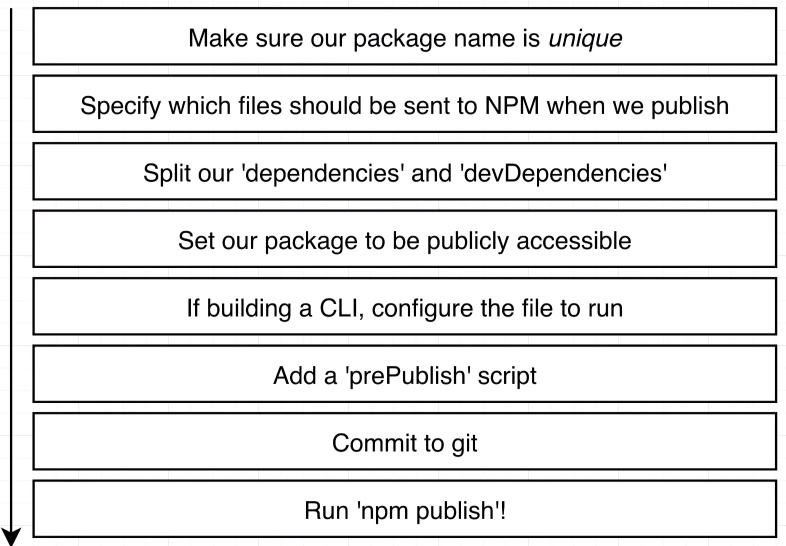 Make sure our package name is unique
Specify which files should be sent to NPM when we publish
Split our 'dependencies' and 'devDependencies'
Set our package to be publicly accessible
If building a CLI, configure the file to run
Add a 'prePublish' script
Commit to git
Run 'npm publish'!